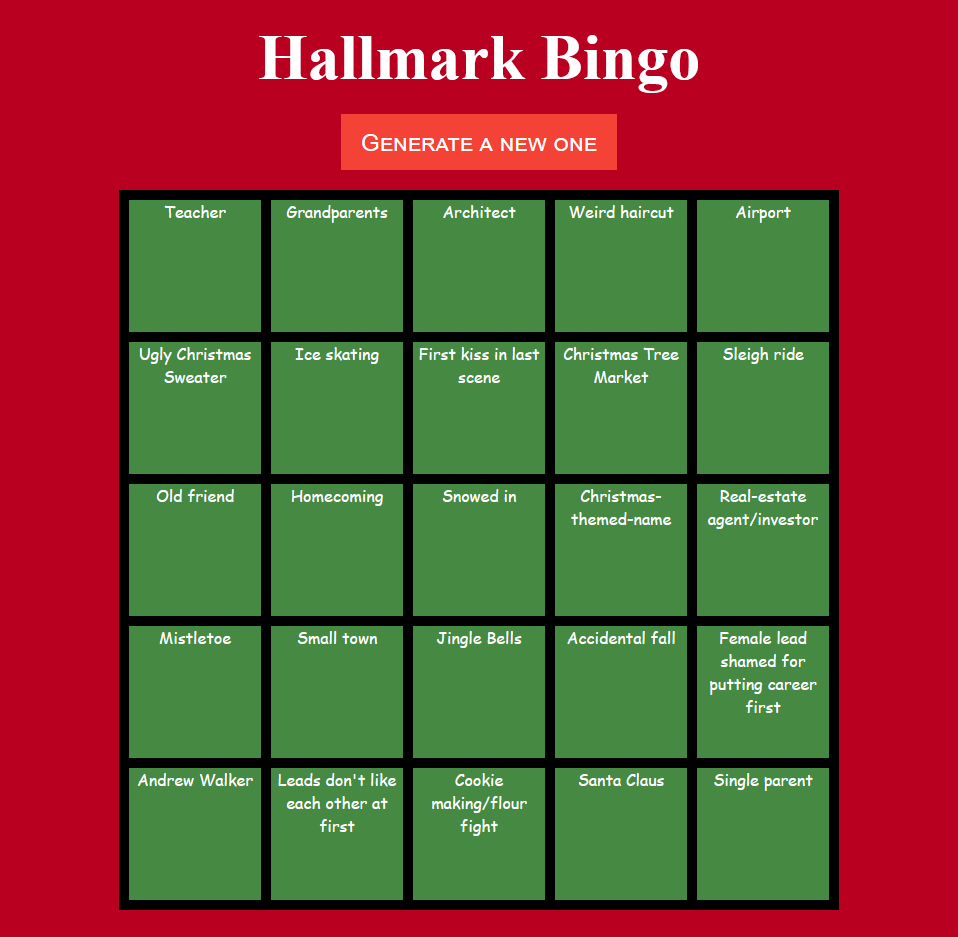 Hallmark Bingo
Generate a new one
Teacher
Grandparents
Architect
Weird haircut
Airport
Ugly Christmas
Sweater
Ice skating
First kiss in last
scene
Christmas Tree
Market
Sleigh ride
Old friend
Homecoming
Snowed in
Christmas-
themed-name
Real-estate
agent/investor
Mistletoe
Small town
Jingle Bells
Accidental fall
Female lead
shamed for
putting career
first
Andrew Walker
Leads don't like
each other at
first
Cookie
making/flour
fight
Santa Claus
Single parent